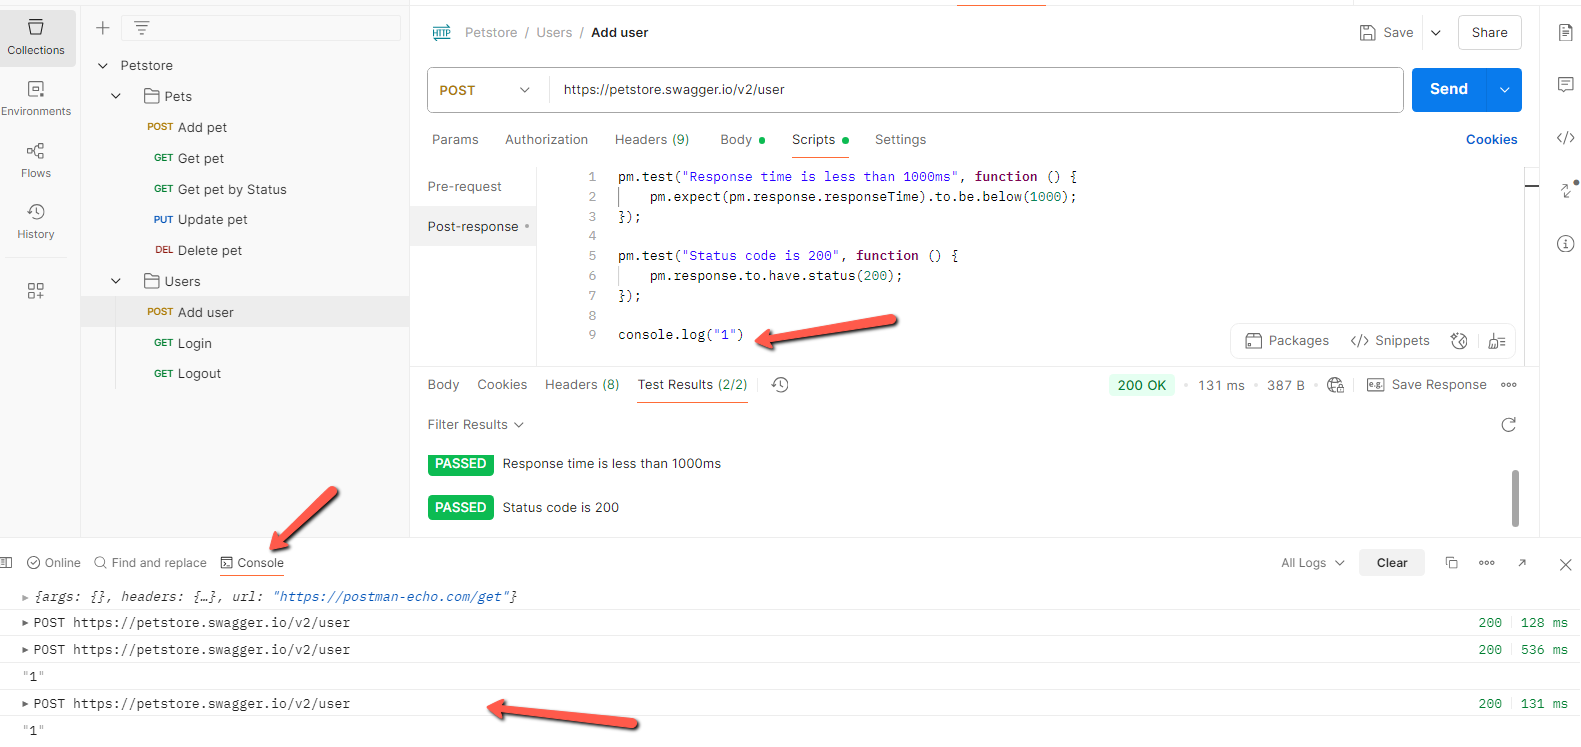 Collections
Environments
Flows
History
Petstore
Pets
POST Add pet
GET Get pet
GET Get pet by Status
PUT Update pet
DEL Delete pet
Users
POST Add user
GET Login
GET Logout
HTTP Petstore / Users / Add user
Save
Share
POST https://petstore.swagger.io/v2/user
Send
Params Authorization Headers (9) Body Scripts Settings
Cookies
Pre-request
Post-response
1 pm.test("Response time is less than 1000ms", function () {
2 pm.expect(pm.response.responseTime).to.be.below(1000);
3 });
4
5 pm.test("Status code is 200", function () {
6 pm.response.to.have.status(200);
7 });
8
9 console.log("1")
Packages </> Snippets
Body Cookies Headers (8) Test Results (2/2)
200 OK 131 ms 387 B e.g. Save Response
Filter Results
PASSED Response time is less than 1000ms
PASSED Status code is 200
Online Find and replace Console
All Logs Clear
{args: {}, headers: {…}, url: "https://postman-echo.com/get"}
POST https://petstore.swagger.io/v2/user 200 128 ms
POST https://petstore.swagger.io/v2/user 200 536 ms
"1"
POST https://petstore.swagger.io/v2/user 200 131 ms
"1"